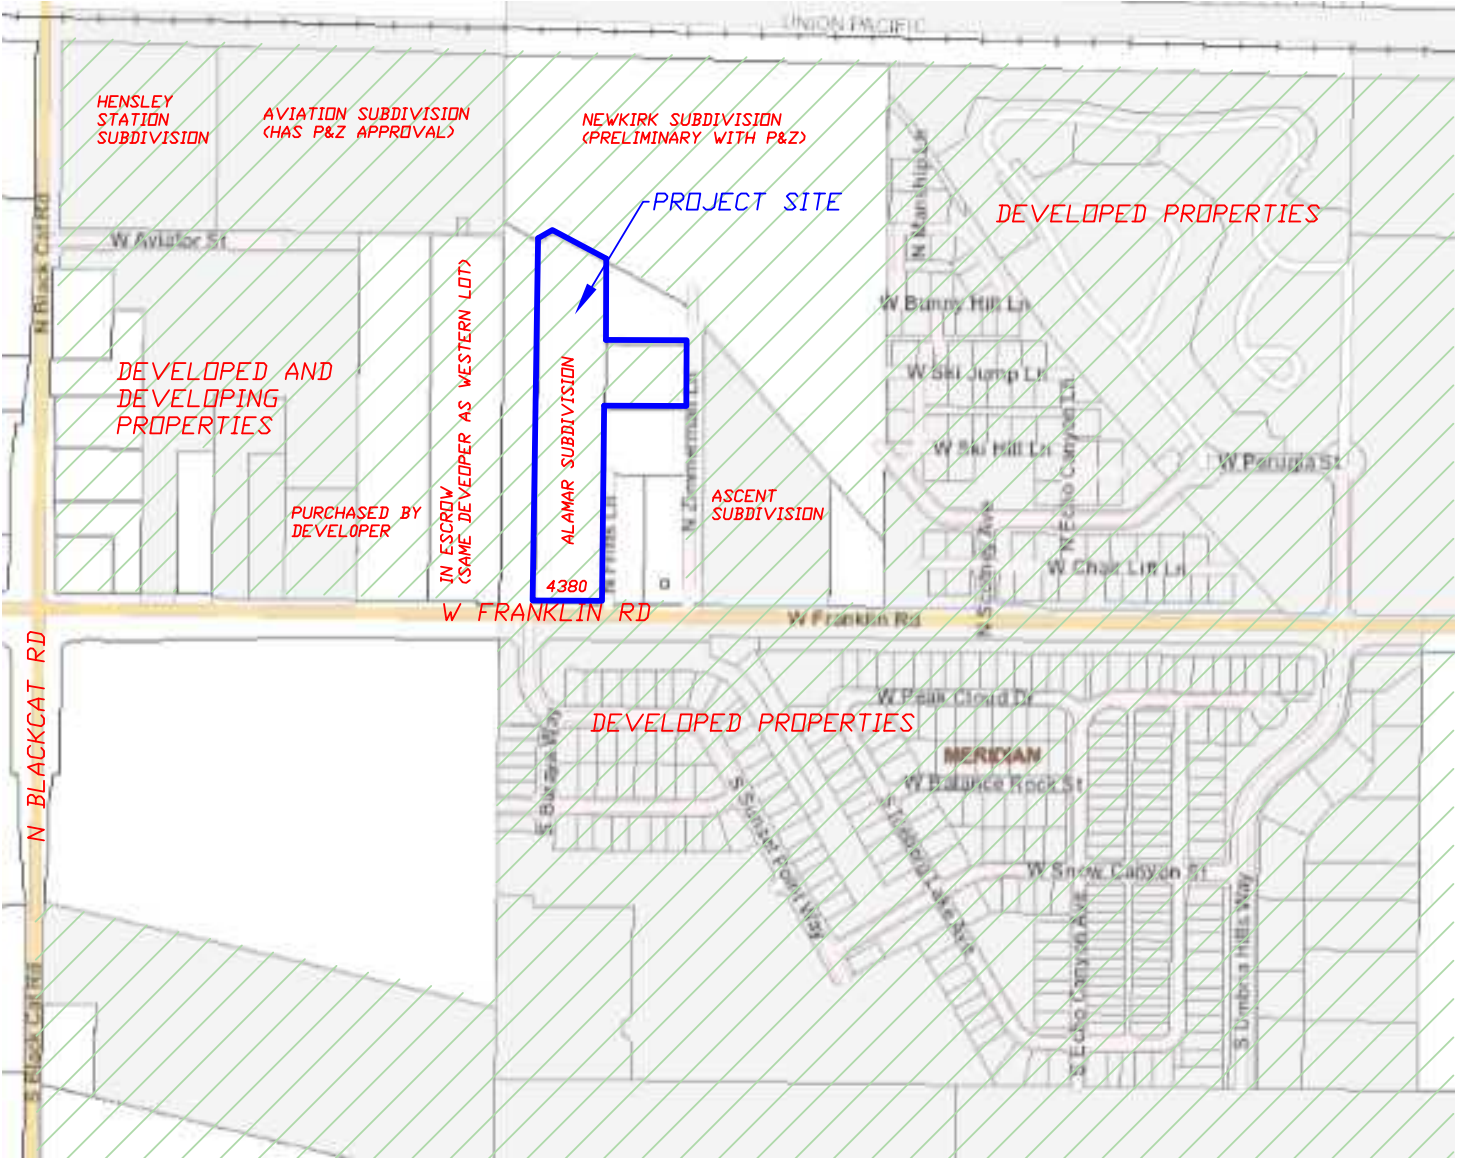 UNION PACIFIC
HENSLEY
STATION
SUBDIVISION
AVIATION SUBDIVISION
(HAS P&Z APPROVAL)
NEWKIRK SUBDIVISION
(PRELIMINARY WITH P&Z)
PROJECT SITE
DEVELOPED PROPERTIES
N Black Cat Rd
W Aviator St
N Manship Ln
W Bunny Hill Ln
W Ski Jump Ln
W Ski Hill Ln
N Echo Canyon Ln
W Perugia St
W Chair Lift Ln
DEVELOPED AND
DEVELOPING
PROPERTIES
PURCHASED BY
DEVELOPER
IN ESCROW
(SAME DEVEOPER AS WESTERN LOT)
ALAMAR SUBDIVISION
4380
N Zimmerman Ln
ASCENT
SUBDIVISION
W FRANKLIN RD
W Franklin Rd
N BLACKCAT RD
DEVELOPED PROPERTIES
W Peak Cloud Dr
MERIDIAN
W Balance Rock St
S Sunset Point Way
W Snow Canyon St
S Echo Canyon Ave
S Umbria Hills Way
S Black Cat Rd